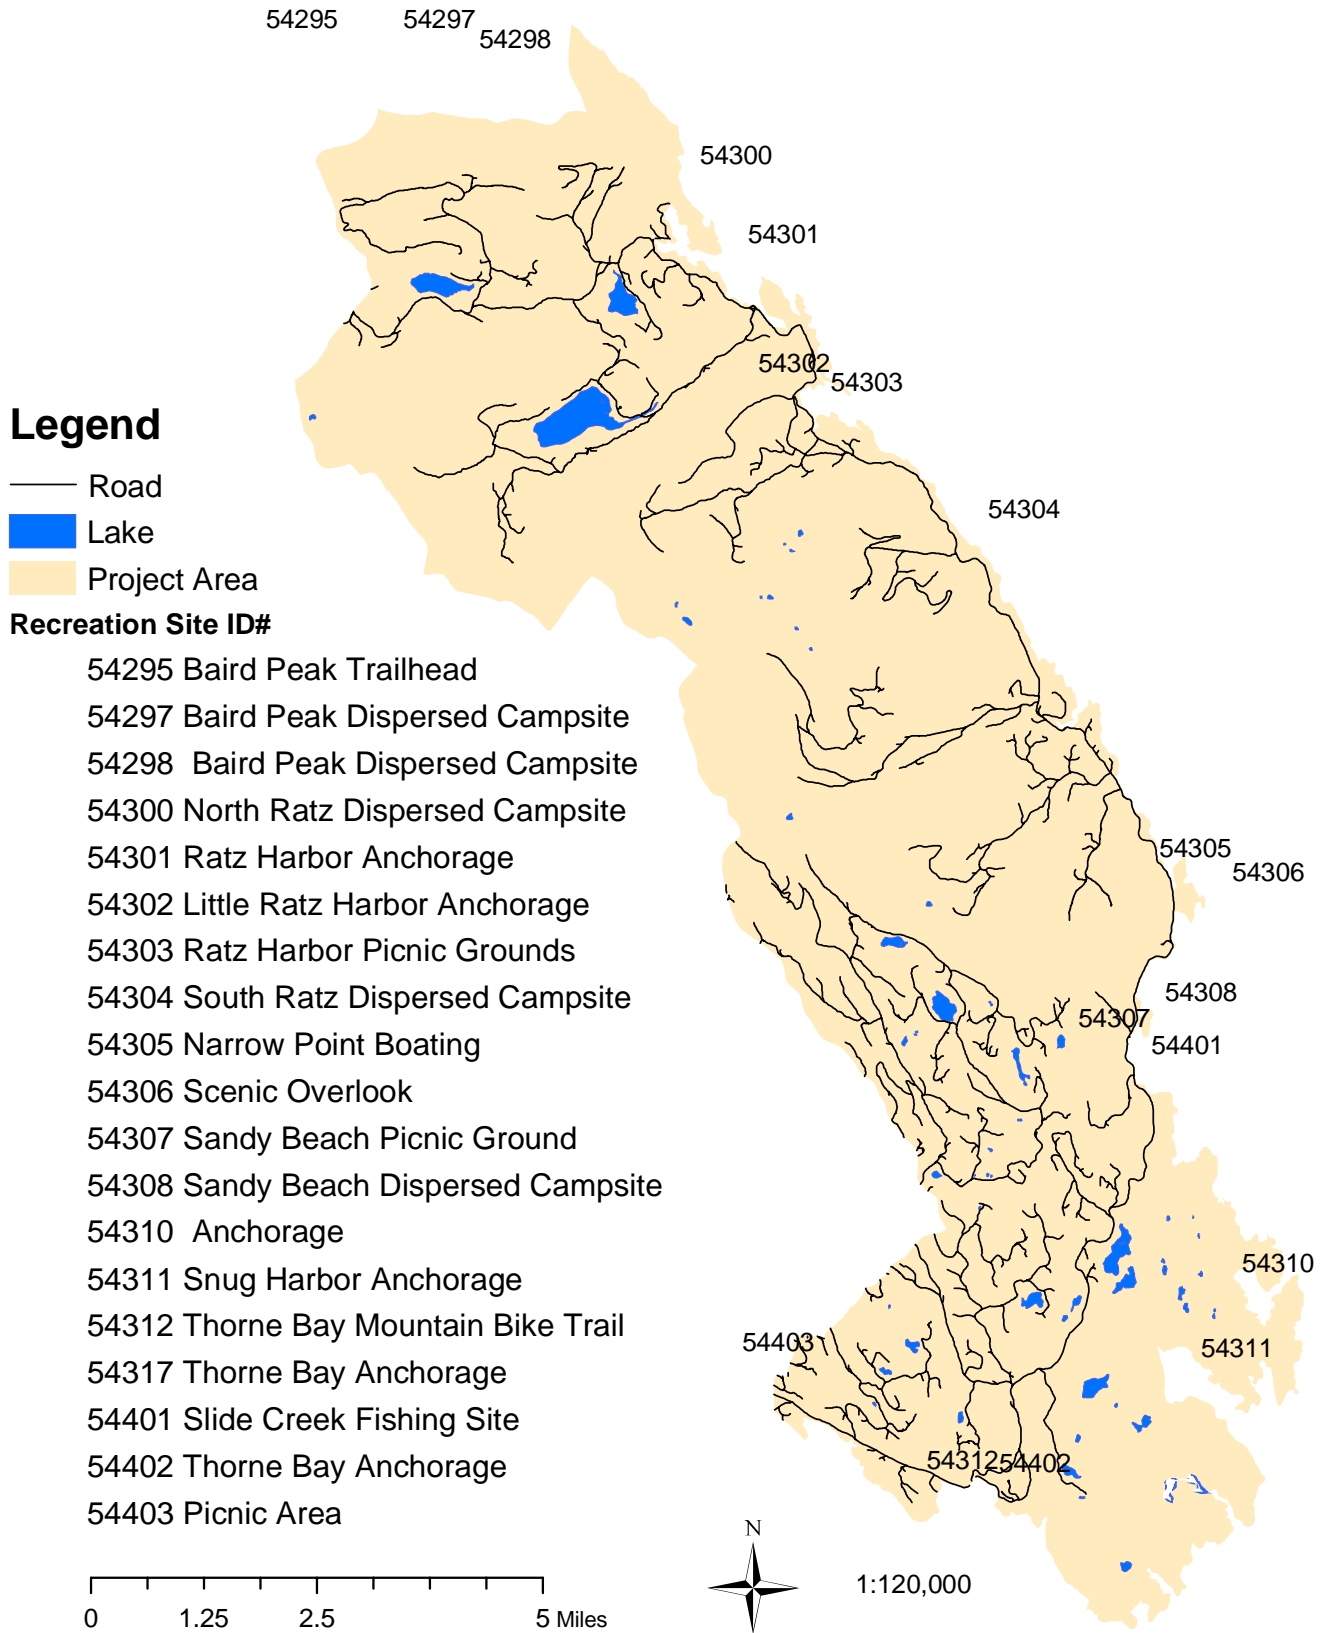 54295
54297
54298
54300
54301
54302
54303
54304
54305
54306
54308
54307
54401
54310
54311
54403
54312
54402
Legend
Road
Lake
Project Area
Recreation Site ID#
54295 Baird Peak Trailhead
54297 Baird Peak Dispersed Campsite
54298 Baird Peak Dispersed Campsite
54300 North Ratz Dispersed Campsite
54301 Ratz Harbor Anchorage
54302 Little Ratz Harbor Anchorage
54303 Ratz Harbor Picnic Grounds
54304 South Ratz Dispersed Campsite
54305 Narrow Point Boating
54306 Scenic Overlook
54307 Sandy Beach Picnic Ground
54308 Sandy Beach Dispersed Campsite
54310 Anchorage
54311 Snug Harbor Anchorage
54312 Thorne Bay Mountain Bike Trail
54317 Thorne Bay Anchorage
54401 Slide Creek Fishing Site
54402 Thorne Bay Anchorage
54403 Picnic Area
0 1.25 2.5 5 Miles
N
1:120,000